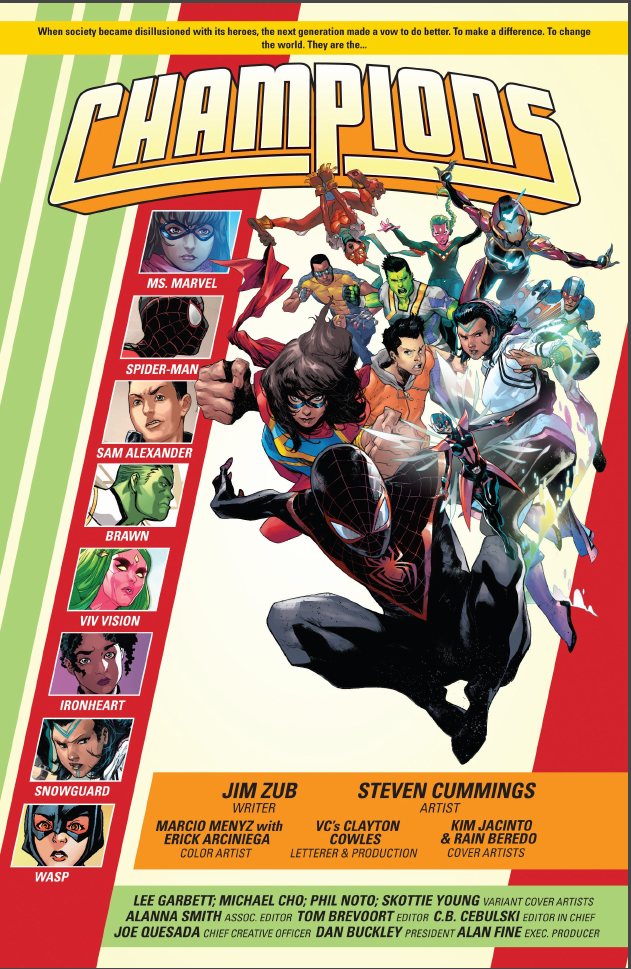 When society became disillusioned with its heroes, the next generation made a vow to do better. To make a difference. To change
the world. They are the...
CHAMPIONS
MS. MARVEL
SPIDER-MAN
SAM ALEXANDER
BRAWN
VIV VISION
IRONHEART
SNOWGUARD
WASP
JIM ZUB
WRITER
STEVEN CUMMINGS
ARTIST
MARCIO MENYZ with
ERICK ARCINIEGA
COLOR ARTIST
VC's CLAYTON
COWLES
LETTERER & PRODUCTION
KIM JACINTO
& RAIN BEREDO
COVER ARTISTS
LEE GARBETT; MICHAEL CHO; PHIL NOTO; SKOTTIE YOUNG VARIANT COVER ARTISTS
ALANNA SMITH ASSOC. EDITOR TOM BREVOORT EDITOR C.B. CEBULSKI EDITOR IN CHIEF
JOE QUESADA CHIEF CREATIVE OFFICER DAN BUCKLEY PRESIDENT ALAN FINE EXEC. PRODUCER